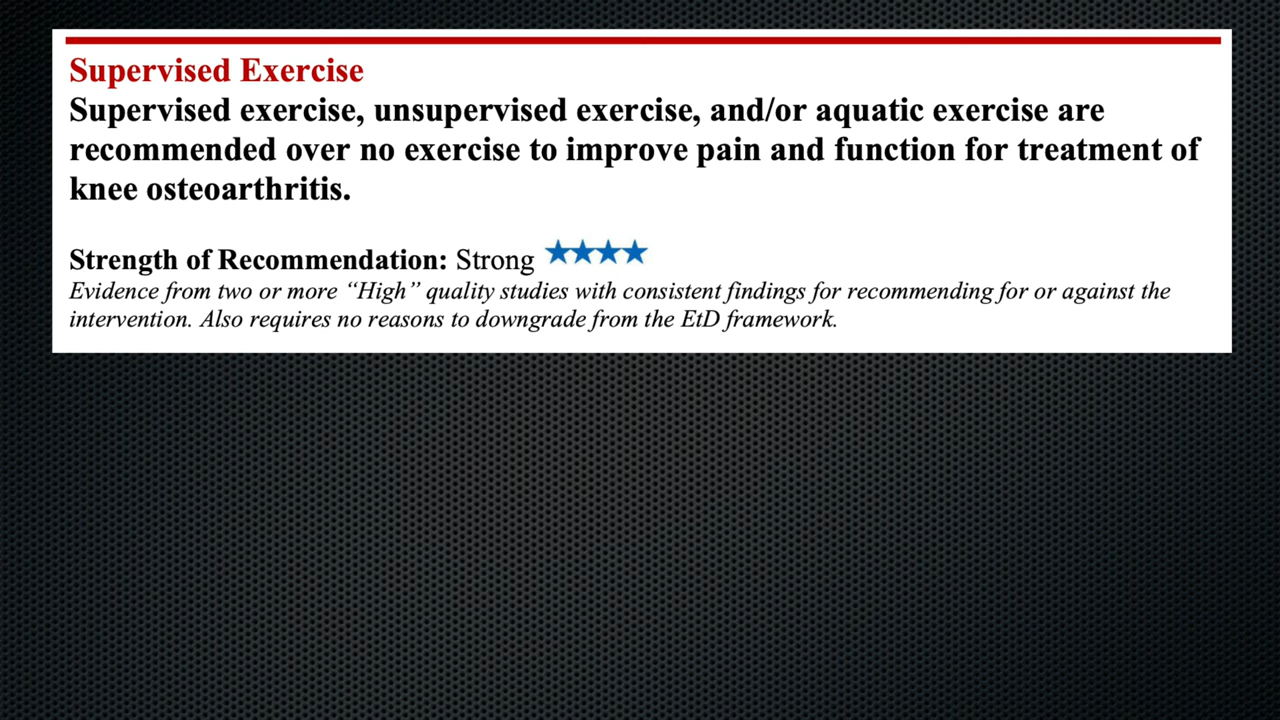 Supervised Exercise
Supervised exercise, unsupervised exercise, and/or aquatic exercise are
recommended over no exercise to improve pain and function for treatment of
knee osteoarthritis.
Strength of Recommendation: Strong ★★★★
Evidence from two or more “High” quality studies with consistent findings for recommending for or against the
intervention. Also requires no reasons to downgrade from the EtD framework.